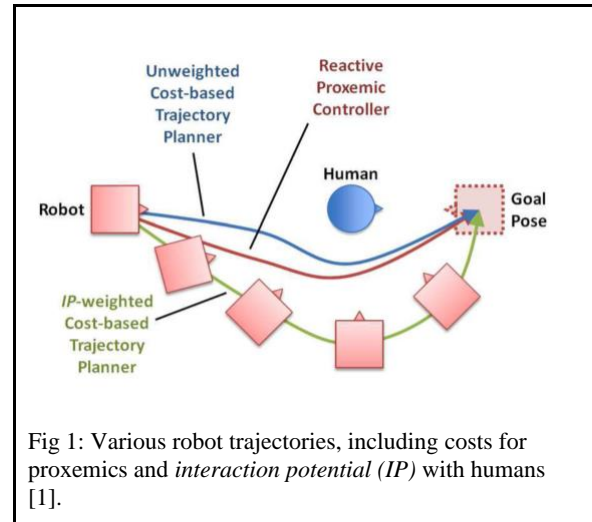 Unweighted
Cost-based
Trajectory
Planner
Reactive
Proxemic
Controller
Human
Robot
Goal
Pose
IP-weighted
Cost-based
Trajectory
Planner
Fig 1: Various robot trajectories, including costs for
proxemics and interaction potential (IP) with humans
[1].